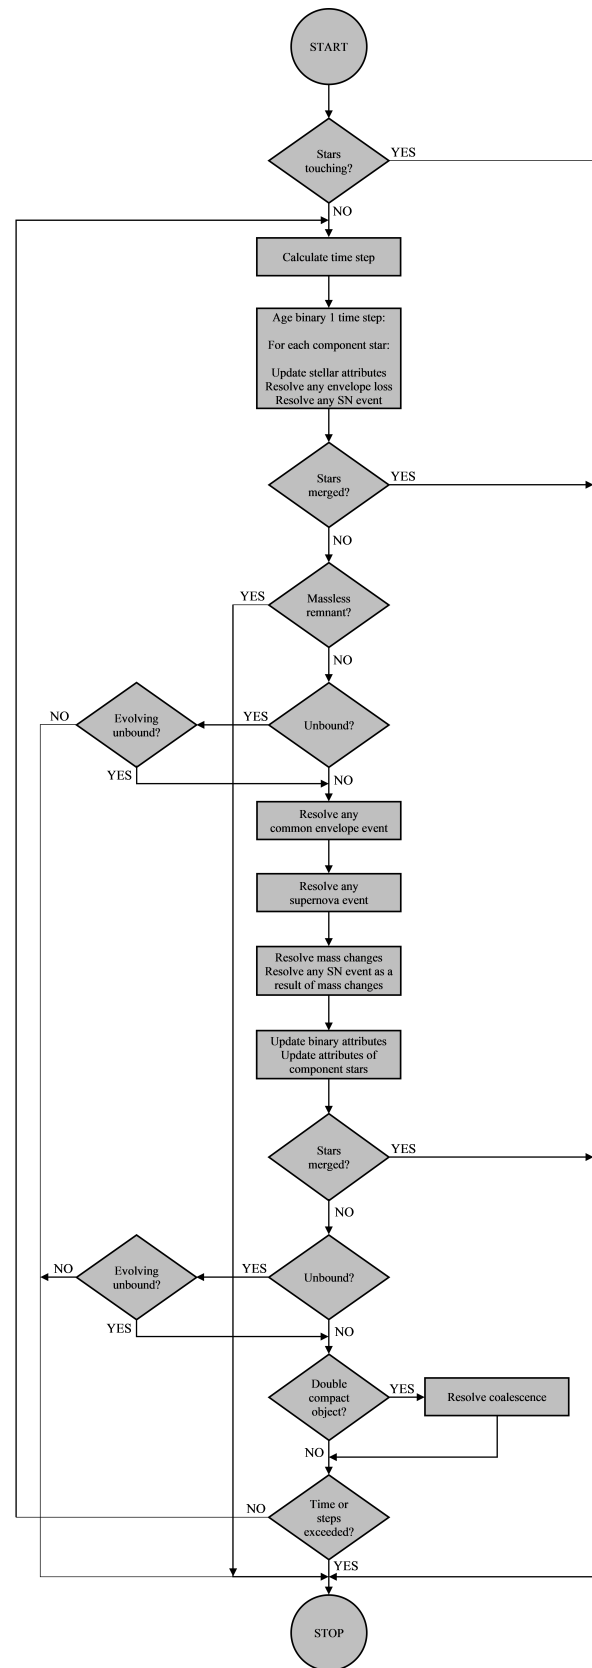 START
Stars
touching?
YES
NO
Calculate time step
Age binary 1 time step:
For each component star:
Update stellar attributes
Resolve any envelope loss
Resolve any SN event
Stars
merged?
YES
NO
Massless
remnant?
YES
NO
Unbound?
YES
Evolving
unbound?
NO
YES
NO
Resolve any
common envelope event
Resolve any
supernova event
Resolve mass changes
Resolve any SN event as a
result of mass changes
Update binary attributes
Update attributes of
component stars
Stars
merged?
YES
NO
Unbound?
YES
Evolving
unbound?
NO
YES
NO
Double
compact
object?
YES
Resolve coalescence
NO
Time or
steps
exceeded?
NO
YES
STOP